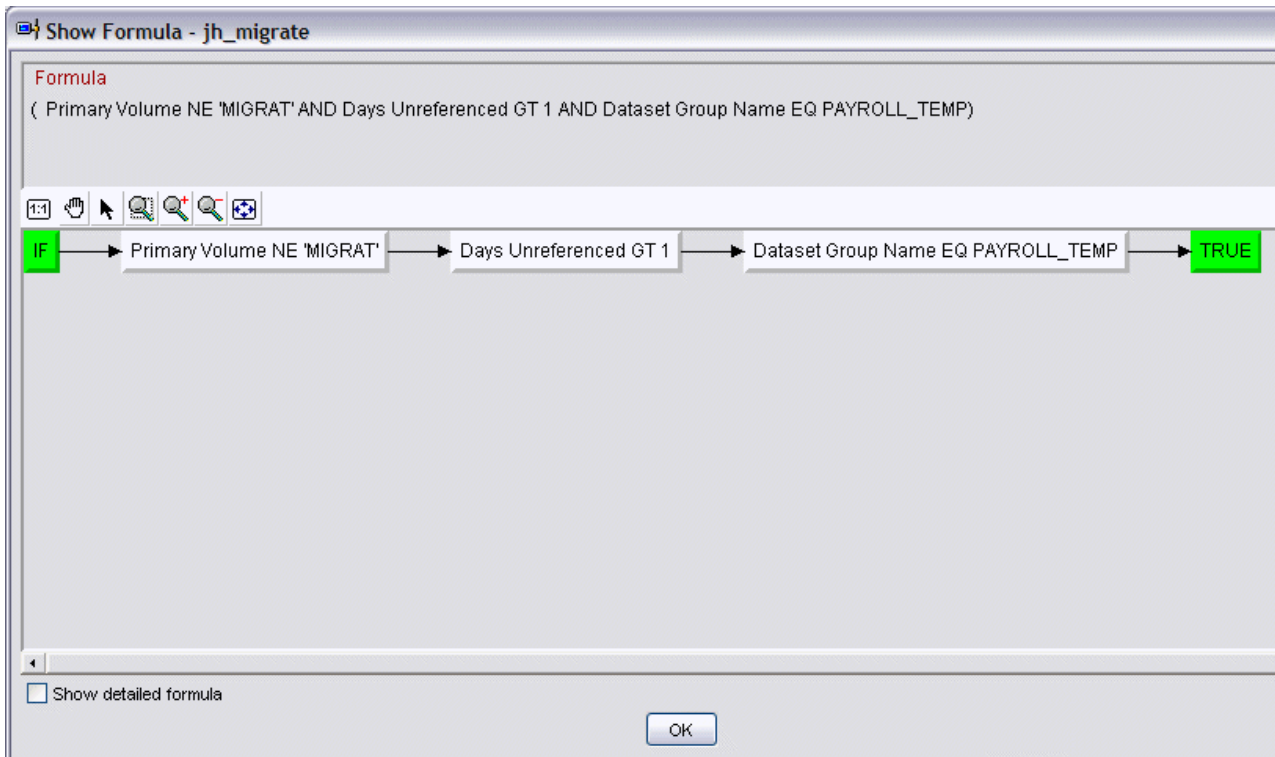 Show Formula - jh_migrate
Formula
( Primary Volume NE 'MIGRAT' AND Days Unreferenced GT 1 AND Dataset Group Name EQ PAYROLL_TEMP)
1:1
IF Primary Volume NE 'MIGRAT' Days Unreferenced GT 1 Dataset Group Name EQ PAYROLL_TEMP TRUE
Show detailed formula
OK